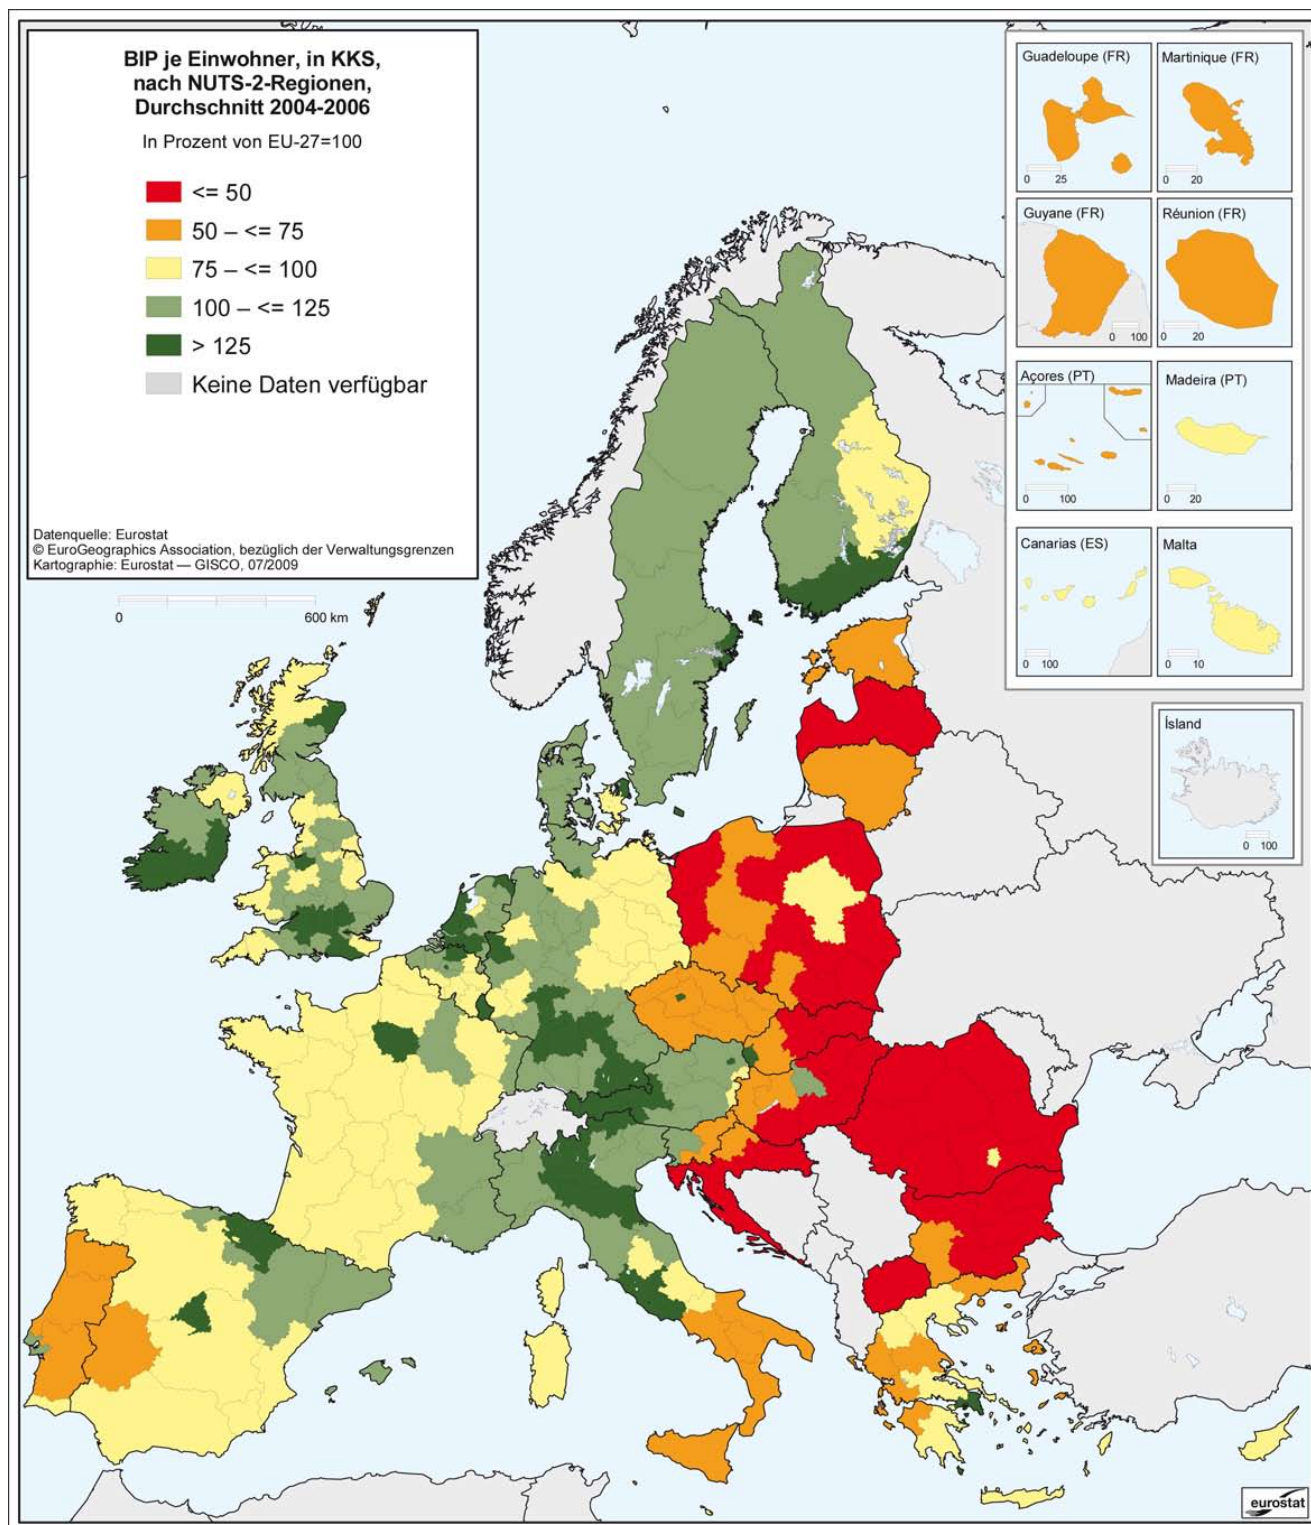 BIP je Einwohner, in KKS,
nach NUTS-2-Regionen,
Durchschnitt 2004-2006
In Prozent von EU-27=100
<= 50
50 – <= 75
75 – <= 100
100 – <= 125
> 125
Keine Daten verfügbar
Datenquelle: Eurostat
© EuroGeographics Association, bezüglich der Verwaltungsgrenzen
Kartographie: Eurostat — GISCO, 07/2009
0 600 km
Guadeloupe (FR)
0 25
Martinique (FR)
0 20
Guyane (FR)
0 100
Réunion (FR)
0 20
Açores (PT)
0 100
Madeira (PT)
0 20
Canarias (ES)
0 100
Malta
0 10
Ísland
0 100
eurostat